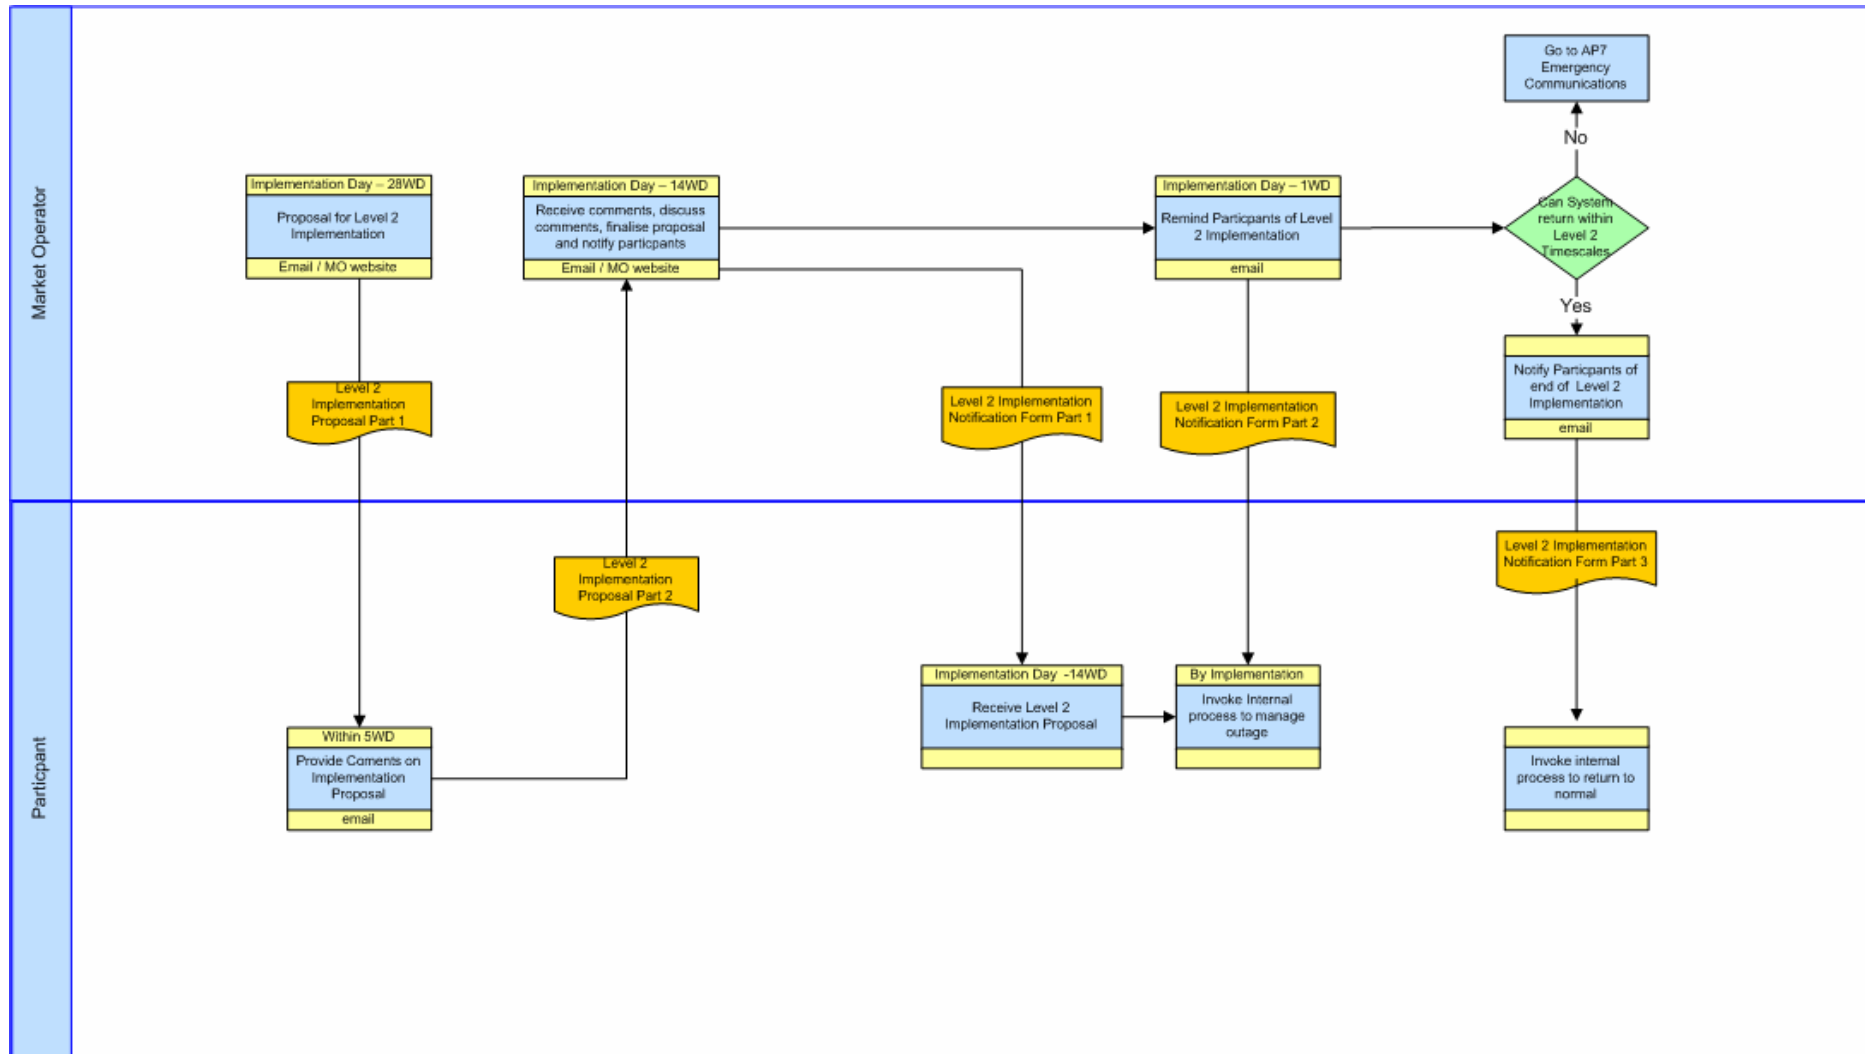 Market Operator
Go to AP7
Emergency
Communications
No
Implementation Day – 28WD
Proposal for Level 2
Implementation
Email / MO website
Implementation Day – 14WD
Receive comments, discuss
comments, finalise proposal
and notify particpants
Email / MO website
Implementation Day – 1WD
Remind Particpants of Level
2 Implementation
email
Can System
return within
Level 2
Timescales
Yes
Notify Particpants of
end of Level 2
Implementation
email
Level 2
Implementation
Proposal Part 1
Level 2 Implementation
Notification Form Part 1
Level 2 Implementation
Notification Form Part 2
Particpant
Level 2
Implementation
Proposal Part 2
Level 2 Implementation
Notification Form Part 3
Implementation Day -14WD
Receive Level 2
Implementation Proposal
By Implementation
Invoke Internal
process to manage
outage
Within 5WD
Provide Coments on
Implementation
Proposal
email
Invoke internal
process to return to
normal